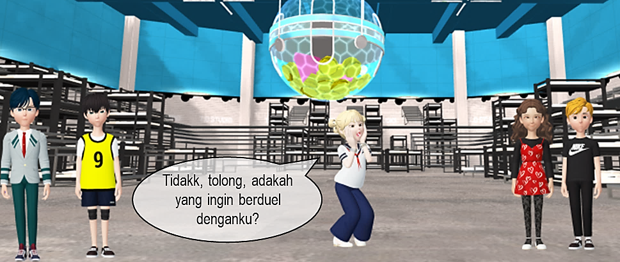 Tidakk, tolong, adakah
yang ingin berduel
denganku?
9